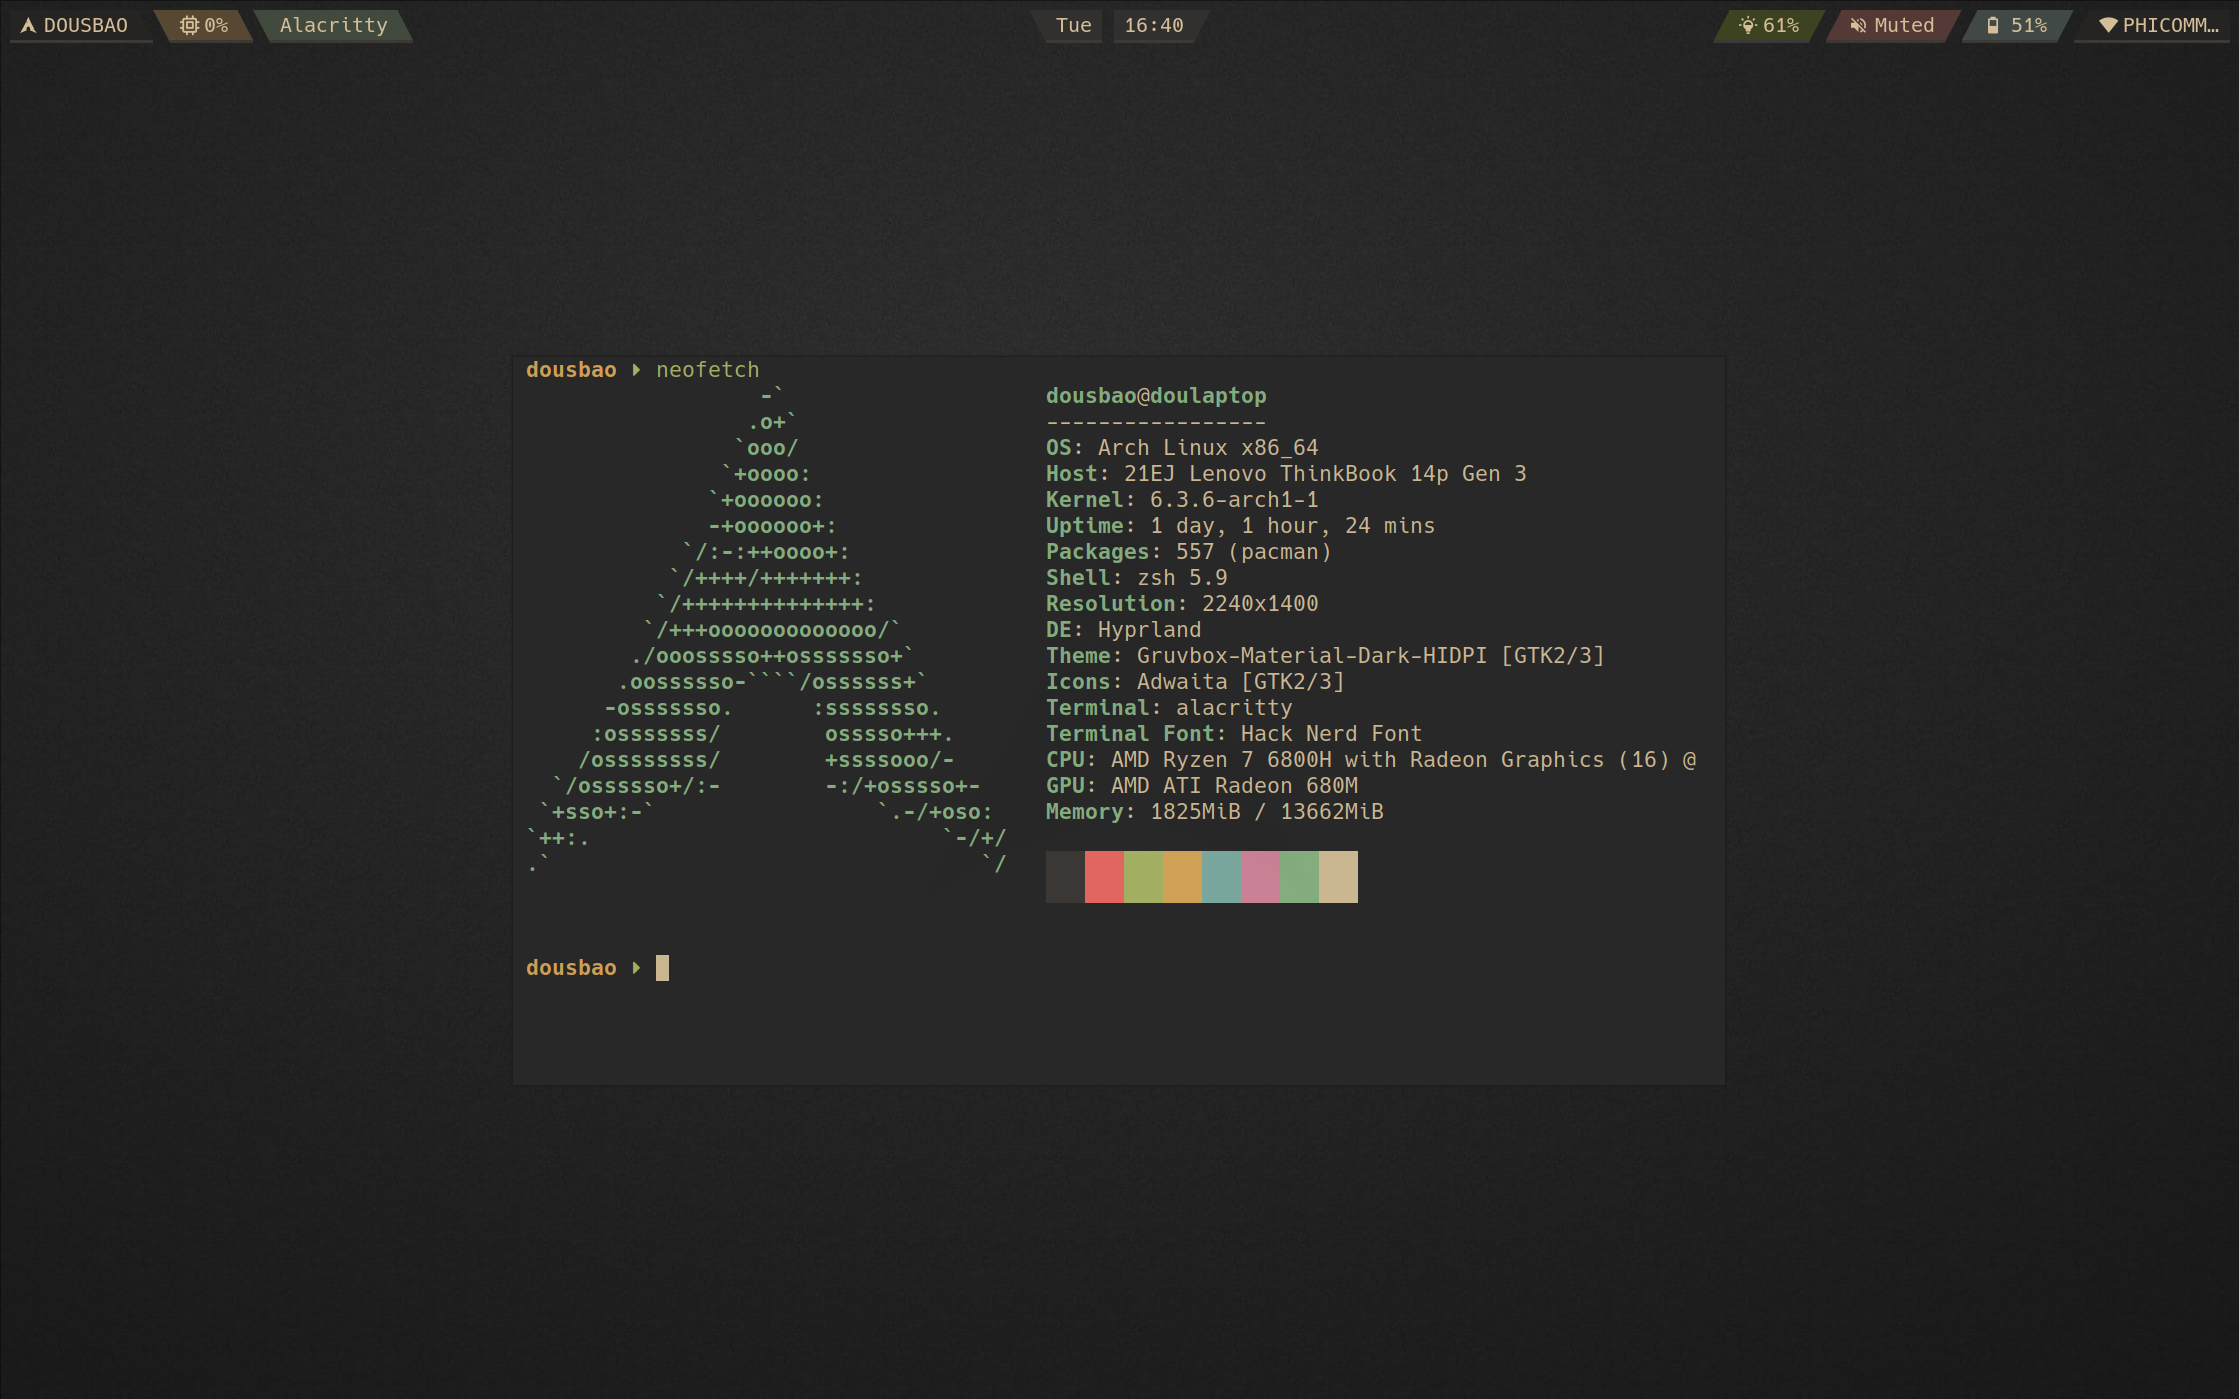 DOUSBAO 0% Alacritty Tue 16:40 61% Muted 51% PHICOMM…
dousbao neofetch
-` dousbao@doulaptop
.o+` -----------------
`ooo/ OS: Arch Linux x86_64
`+oooo: Host: 21EJ Lenovo ThinkBook 14p Gen 3
`+oooooo: Kernel: 6.3.6-arch1-1
-+oooooo+: Uptime: 1 day, 1 hour, 24 mins
`/:-:++oooo+: Packages: 557 (pacman)
`/++++/+++++++: Shell: zsh 5.9
`/++++++++++++++: Resolution: 2240x1400
`/+++ooooooooooooo/` DE: Hyprland
./ooosssso++osssssso+` Theme: Gruvbox-Material-Dark-HIDPI [GTK2/3]
.oossssso-````/ossssss+` Icons: Adwaita [GTK2/3]
-osssssso. :ssssssso. Terminal: alacritty
:osssssss/ osssso+++. Terminal Font: Hack Nerd Font
/ossssssss/ +ssssooo/- CPU: AMD Ryzen 7 6800H with Radeon Graphics (16) @
`/ossssso+/:- -:/+osssso+- GPU: AMD ATI Radeon 680M
`+sso+:-` `.-/+oso: Memory: 1825MiB / 13662MiB
`++:. `-/+/
.` `/
dousbao